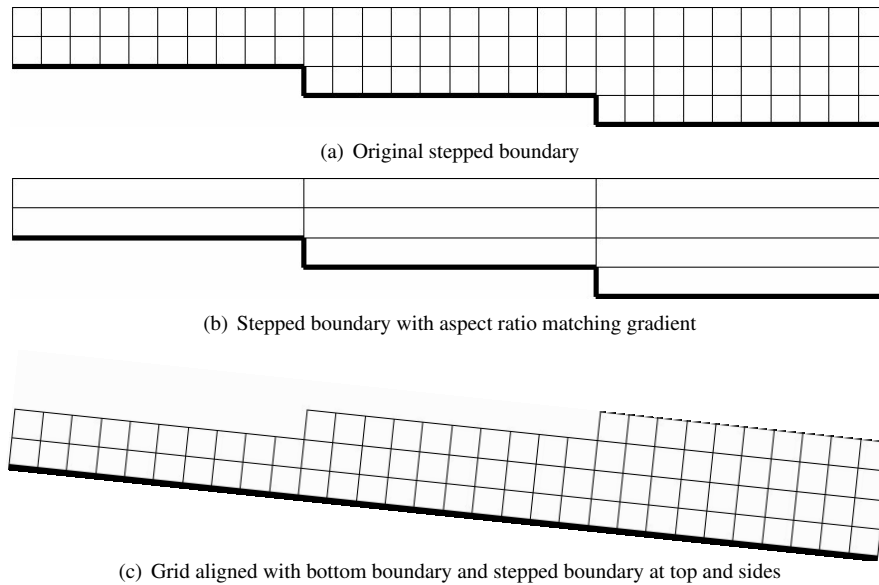 (a) Original stepped boundary
(b) Stepped boundary with aspect ratio matching gradient
(c) Grid aligned with bottom boundary and stepped boundary at top and sides